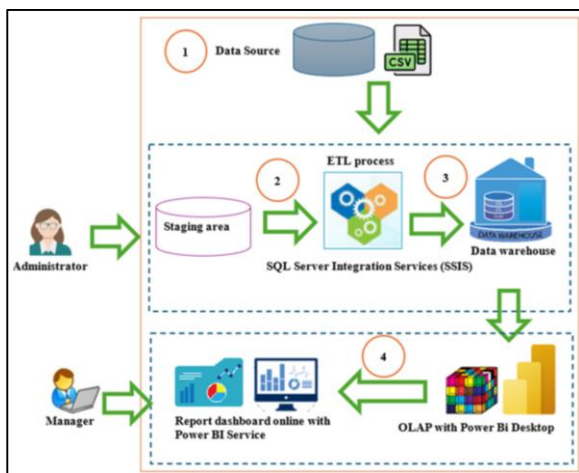 1
Data Source
CSV
ETL process
2
3
Staging area
DATA WAREHOUSE
Data warehouse
SQL Server Integration Services (SSIS)
Administrator
4
Manager
Report dashboard online with
Power BI Service
OLAP with Power Bi Desktop